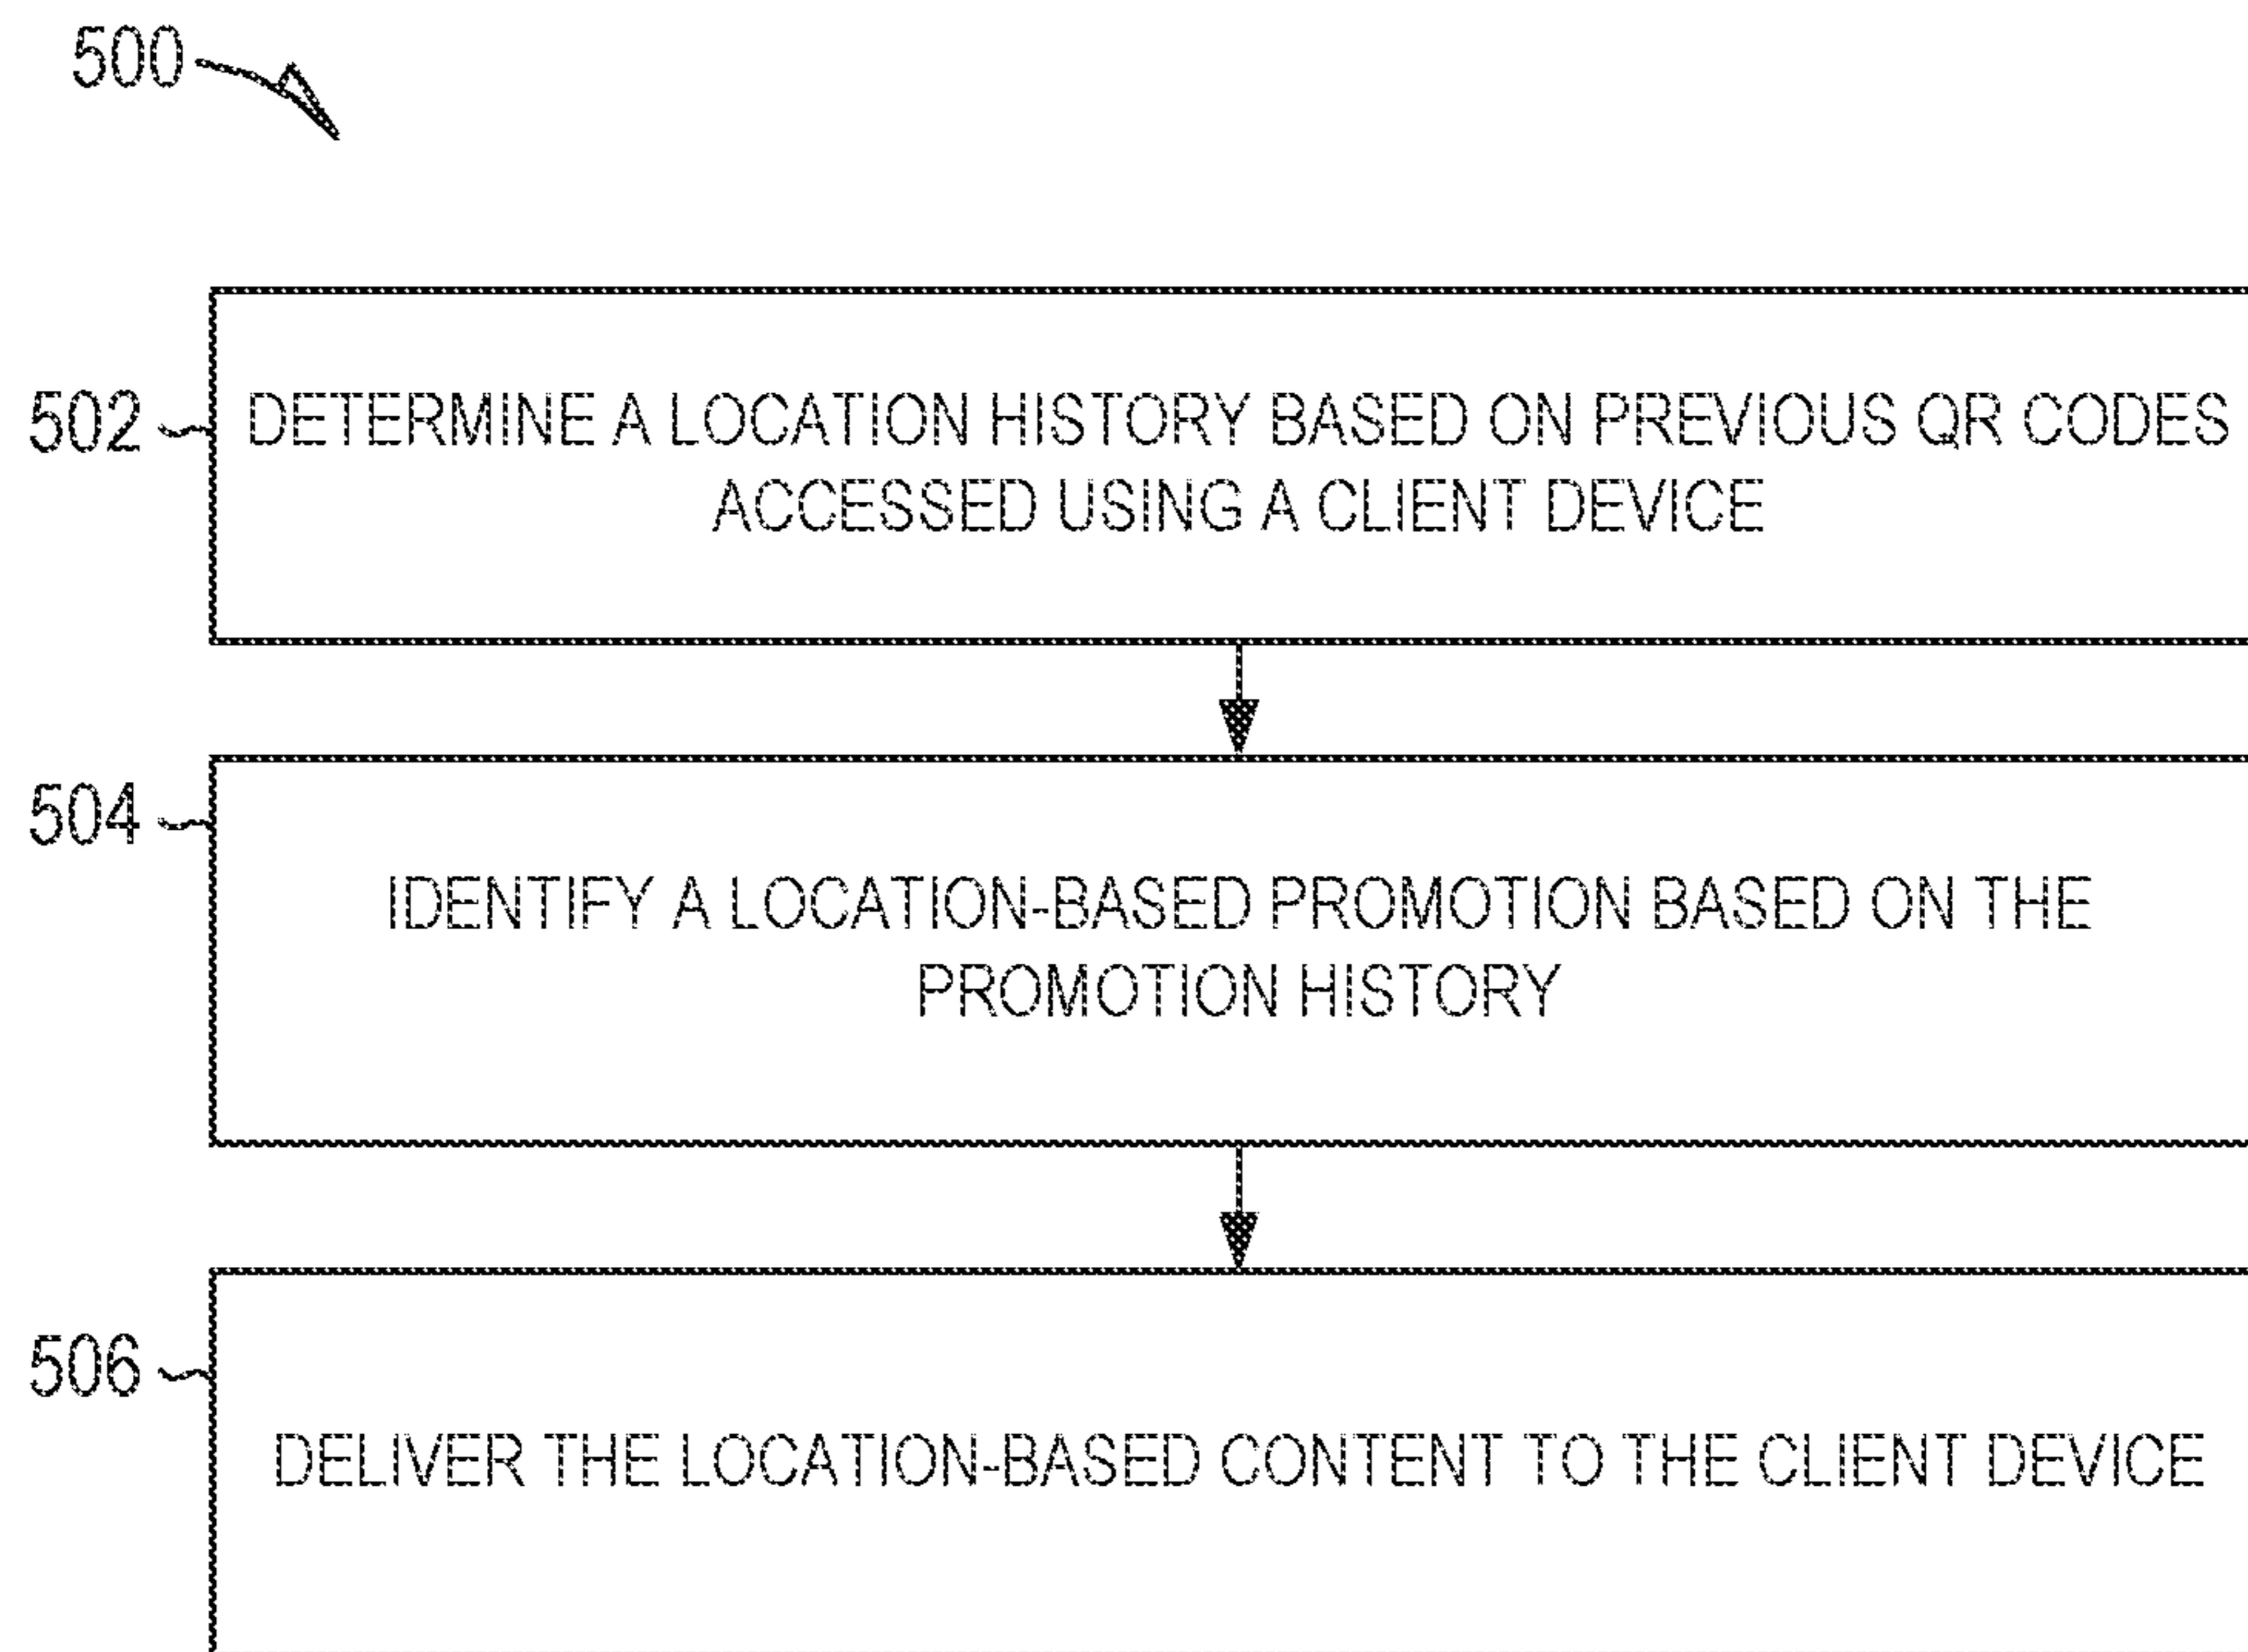 500
502
DETERMINE A LOCATION HISTORY BASED ON PREVIOUS QR CODES
ACCESSED USING A CLIENT DEVICE
504
IDENTIFY A LOCATION-BASED PROMOTION BASED ON THE
PROMOTION HISTORY
506
DELIVER THE LOCATION-BASED CONTENT TO THE CLIENT DEVICE